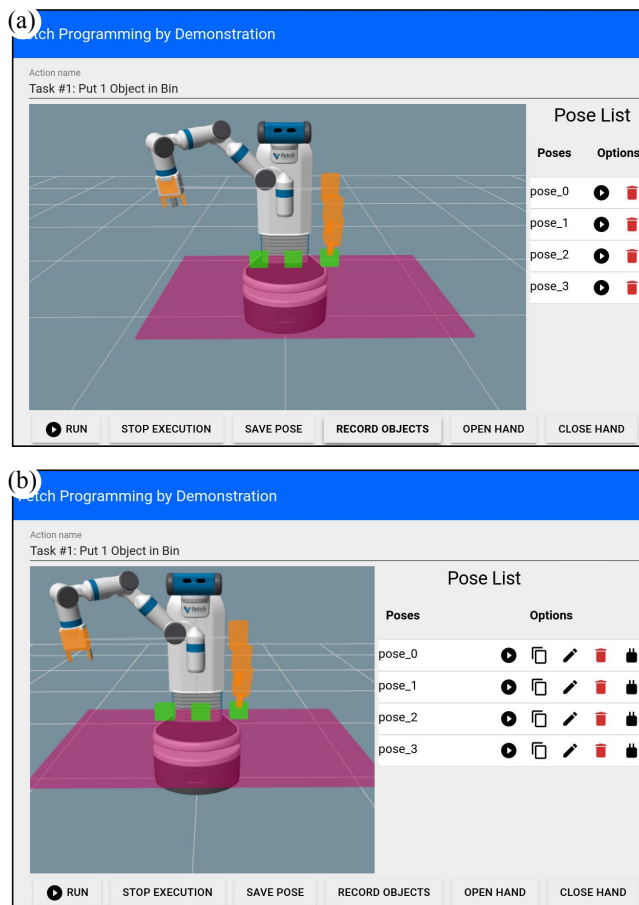 (a)
etch Programming by Demonstration
Action name
Task #1: Put 1 Object in Bin
fetch
Pose List
Poses Options
pose_0
pose_1
pose_2
pose_3
RUN STOP EXECUTION SAVE POSE RECORD OBJECTS OPEN HAND CLOSE HAND
(b)
Fetch Programming by Demonstration
Action name
Task #1: Put 1 Object in Bin
fetch
Pose List
Poses Options
pose_0
pose_1
pose_2
pose_3
RUN STOP EXECUTION SAVE POSE RECORD OBJECTS OPEN HAND CLOSE HAND